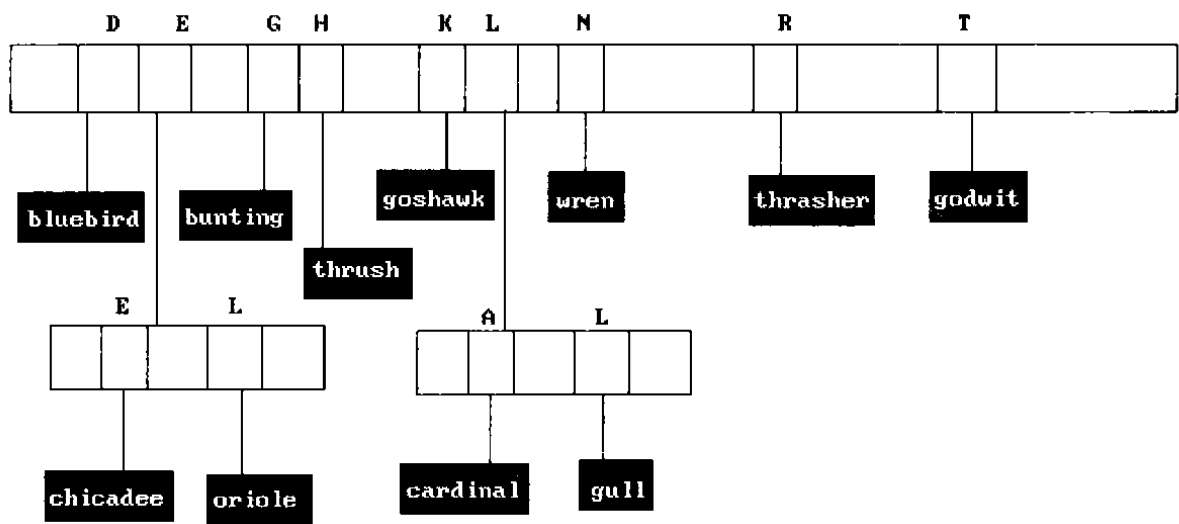 D E G H K L N R T
bluebird bunting goshawk wren thrasher godwit
thrush
E L A L
chicadee oriole cardinal gull